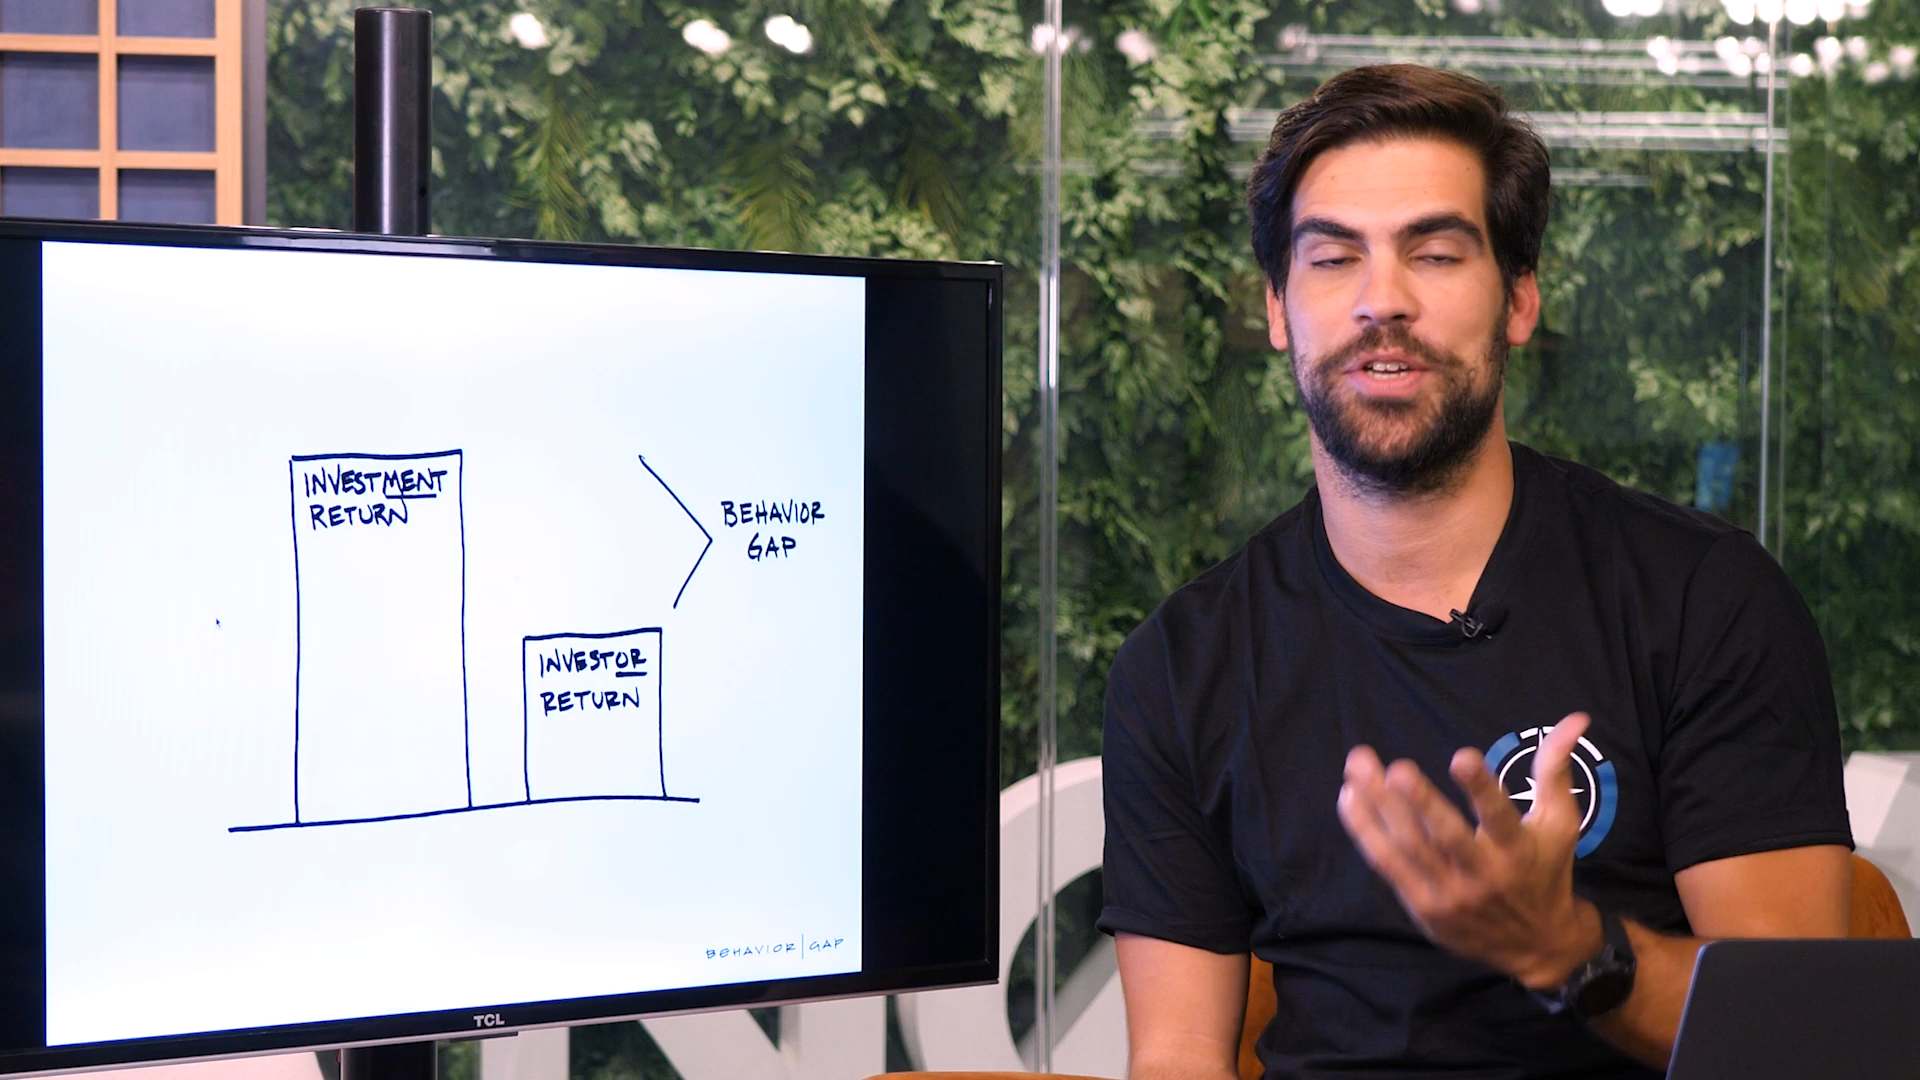 INVESTMENT
RETURN
BEHAVIOR
GAP
INVESTOR
RETURN
BEHAVIOR|GAP
TCL